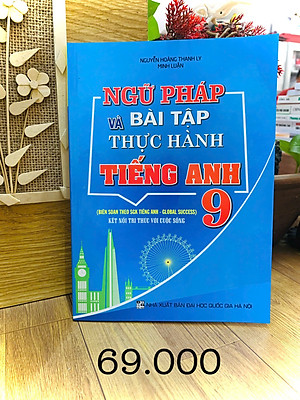 NGUYỄN HOÀNG THANH LY
MINH LUÂN
NGỮ PHÁP
VÀ BÀI TẬP
THỰC HÀNH
TIẾNG ANH 9
(BIÊN SOẠN THEO SGK TIẾNG ANH - GLOBAL SUCCESS)
KẾT NỐI TRI THỨC VỚI CUỘC SỐNG
NHÀ XUẤT BẢN ĐẠI HỌC QUỐC GIA HÀ NỘI
69.000